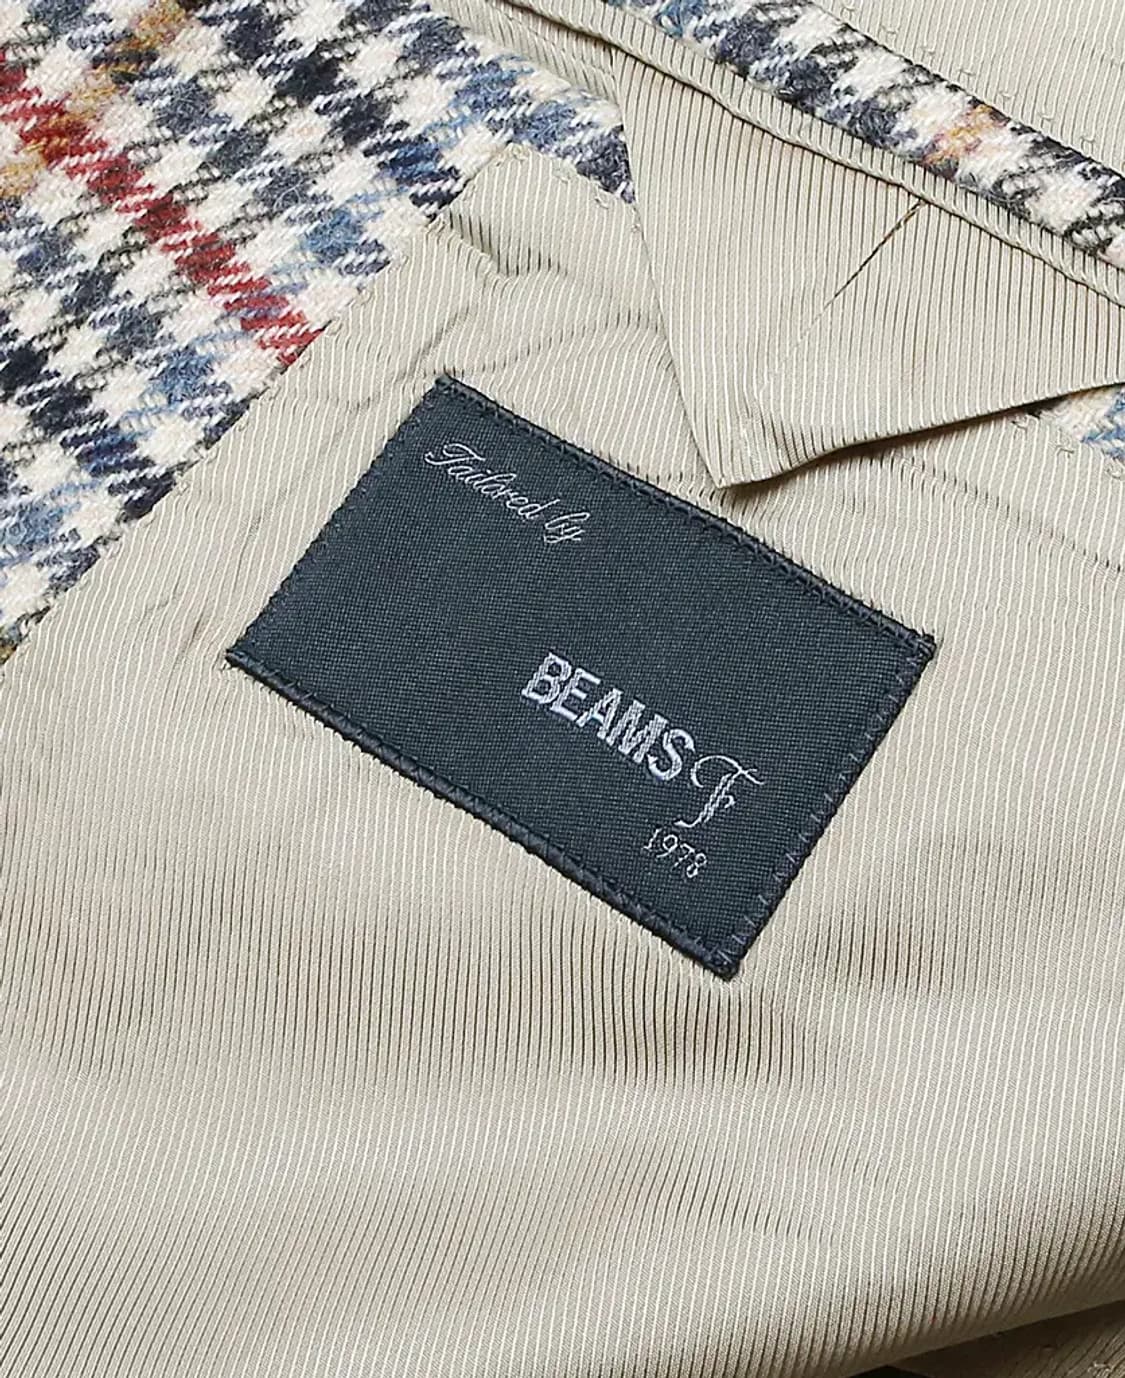 Tailored by
BEAMS F
1978